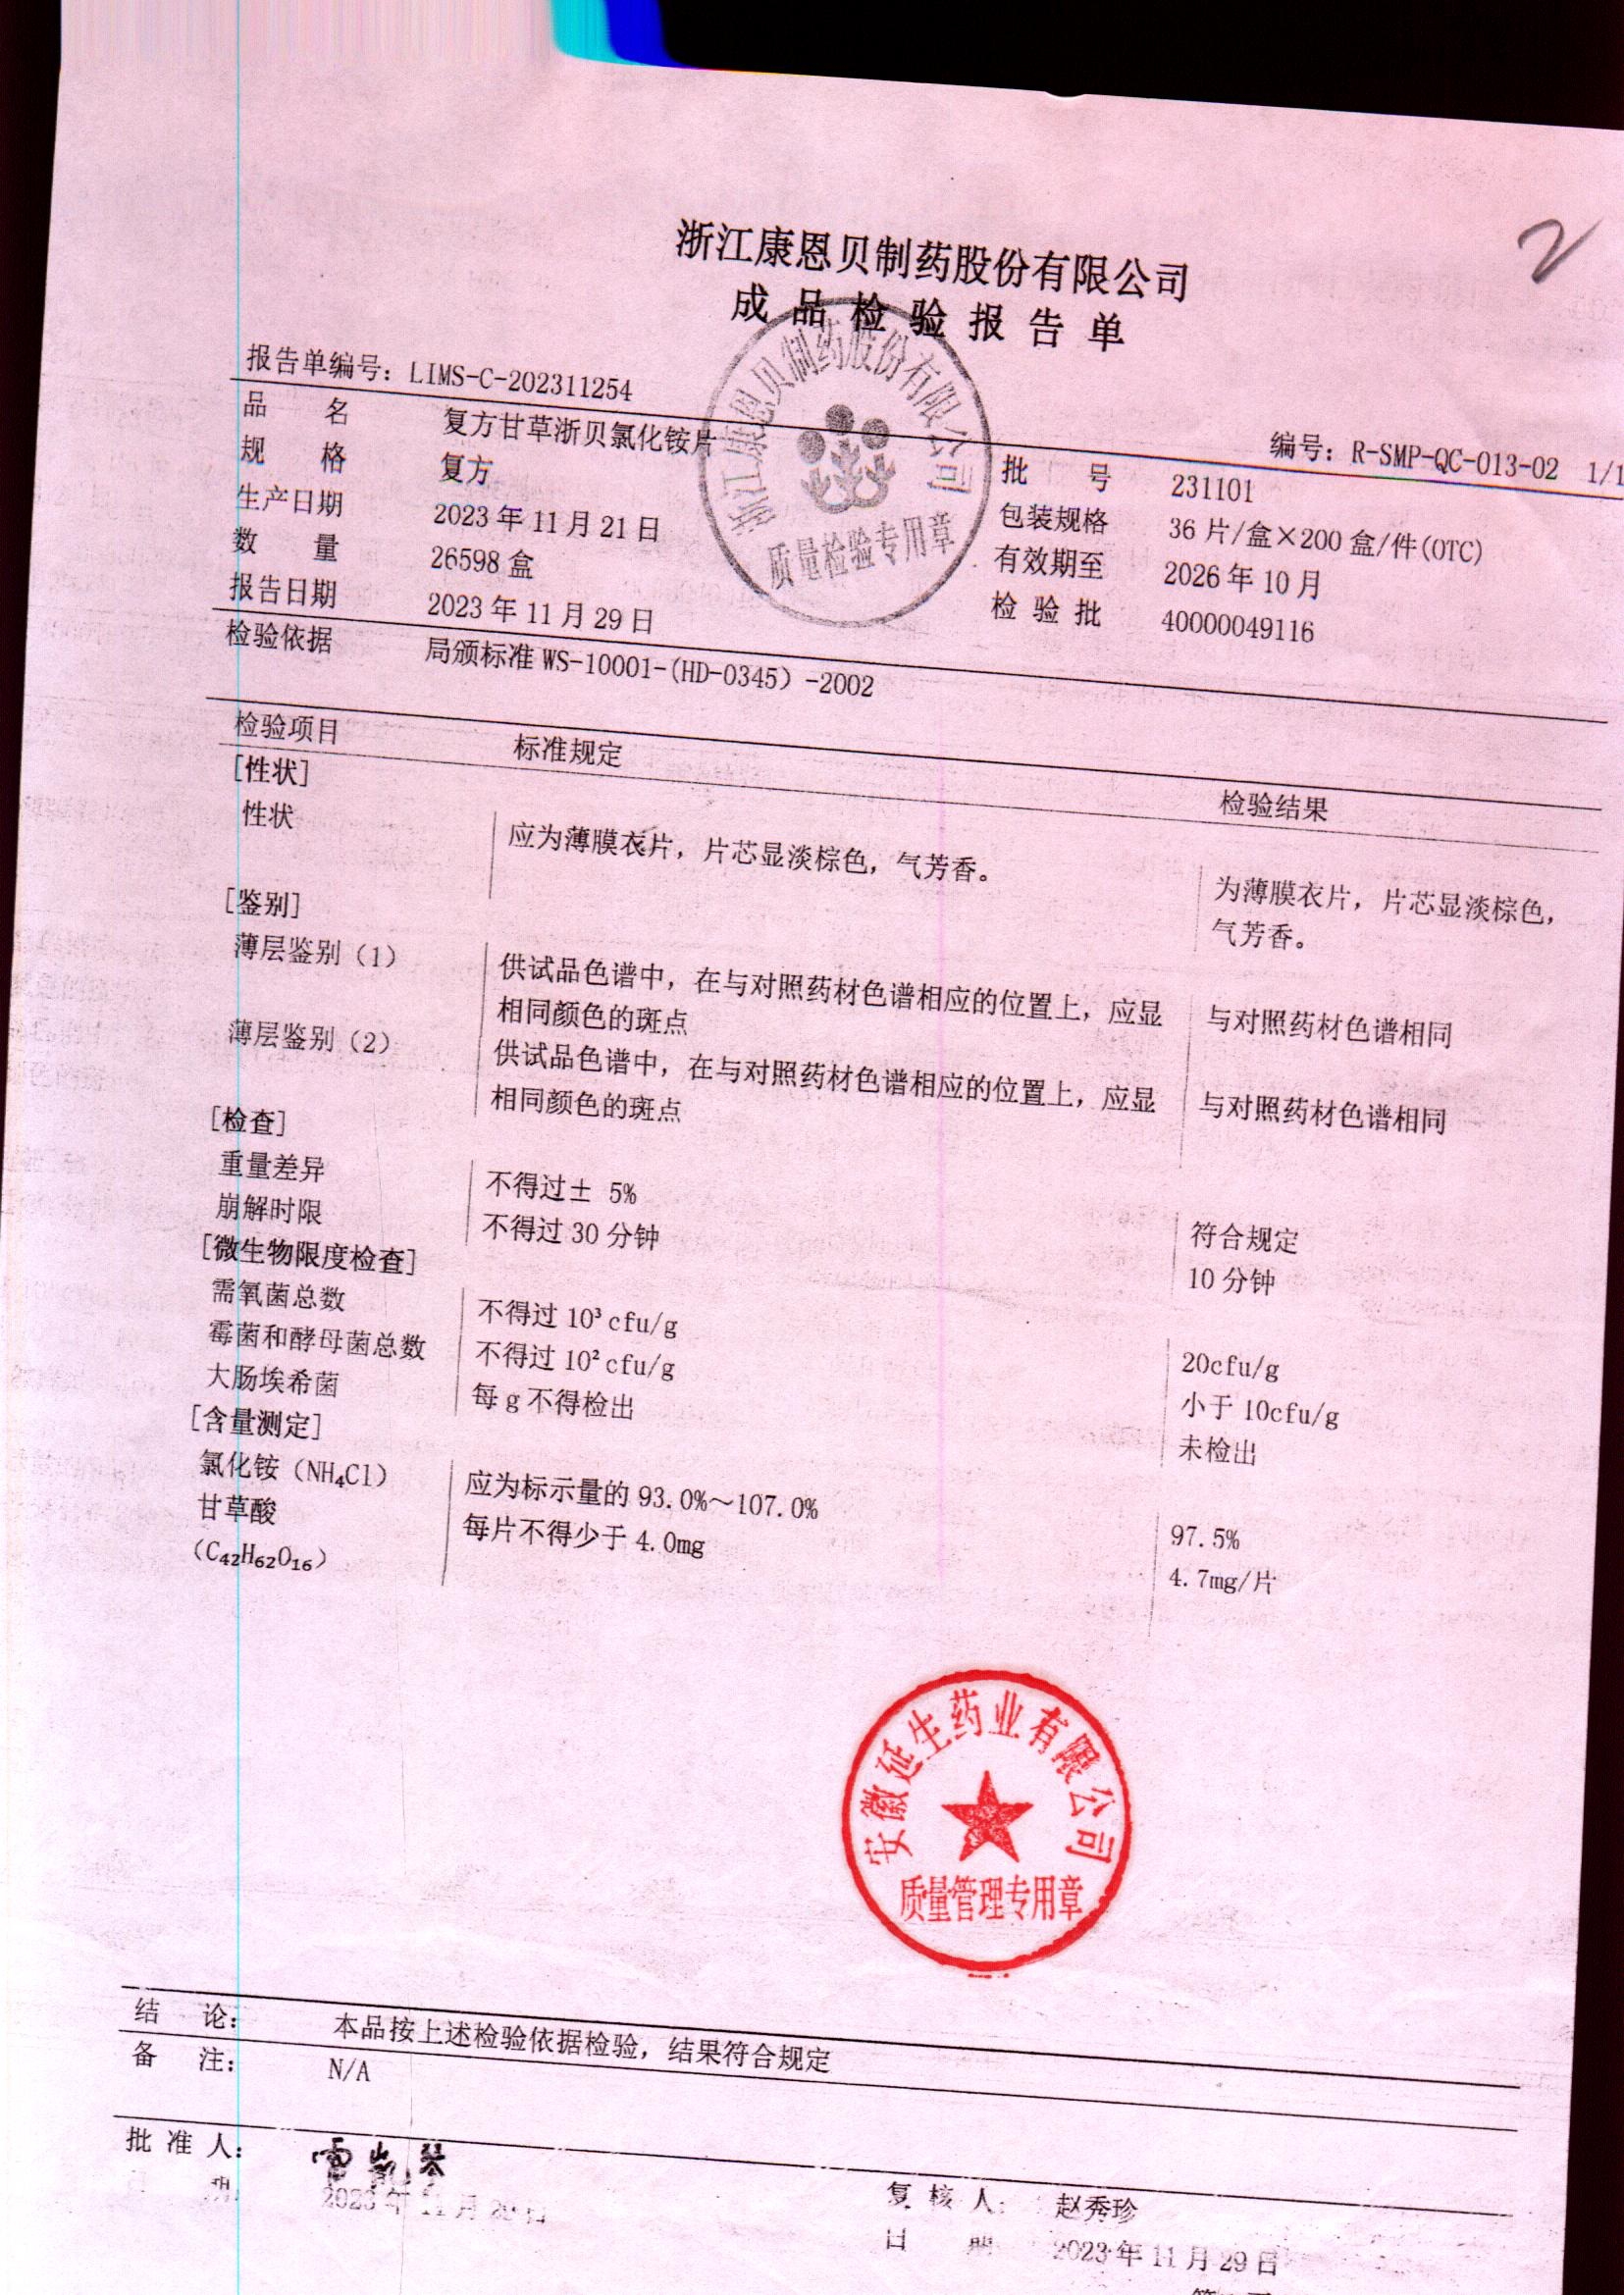 2
浙江康恩贝制药股份有限公司
成品检验报告单
报告单编号：LIMS-C-202311254
编号：R-SMP-QC-013-02 1/1
品 名 复方甘草浙贝氯化铵片 批 号 231101
规 格 复方 包装规格 36片/盒×200盒/件(OTC)
生产日期 2023年11月21日 有效期至 2026年10月
数 量 26598盒 检 验 批 40000049116
报告日期 2023年11月29日
检验依据 局颁标准 WS-10001-(HD-0345）-2002
浙江康恩贝制药股份有限公司
质量检验专用章
检验项目 标准规定 检验结果
[性状]
性状 应为薄膜衣片，片芯显淡棕色，气芳香。 为薄膜衣片，片芯显淡棕色，
气芳香。
[鉴别]
薄层鉴别（1） 供试品色谱中，在与对照药材色谱相应的位置上，应显 与对照药材色谱相同
相同颜色的斑点
薄层鉴别（2） 供试品色谱中，在与对照药材色谱相应的位置上，应显 与对照药材色谱相同
相同颜色的斑点
[检查]
重量差异 不得过± 5% 符合规定
崩解时限 不得过30分钟 10分钟
[微生物限度检查]
需氧菌总数 不得过10³cfu/g 20cfu/g
霉菌和酵母菌总数 不得过10²cfu/g 小于10cfu/g
大肠埃希菌 每g不得检出 未检出
[含量测定]
氯化铵（NH₄Cl） 应为标示量的93.0%～107.0% 97.5%
甘草酸 每片不得少于4.0mg 4.7mg/片
（C₄₂H₆₂O₁₆）
安徽延生药业有限公司
质量管理专用章
结 论： 本品按上述检验依据检验，结果符合规定
备 注： N/A
批 准 人： 雷凯琴 复 核 人： 赵秀珍
期： 2023年11月 日 日 期 2023年11月29日